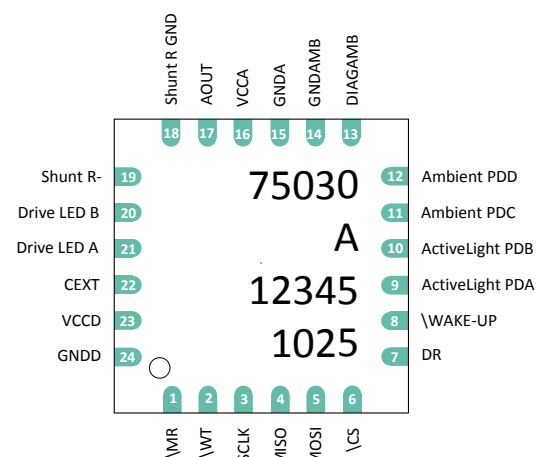 Shunt R GND
AOUT
VCCA
GNDA
GNDAMB
DIAGAMB
18 17 16 15 14 13
Shunt R- 19
Drive LED B 20
Drive LED A 21
CEXT 22
VCCD 23
GNDD 24
75030
A
12345
1025
12 Ambient PDD
11 Ambient PDC
10 ActiveLight PDB
9 ActiveLight PDA
8 \WAKE-UP
7 DR
1 2 3 4 5 6
\MR
\WT
SCLK
MISO
MOSI
\CS